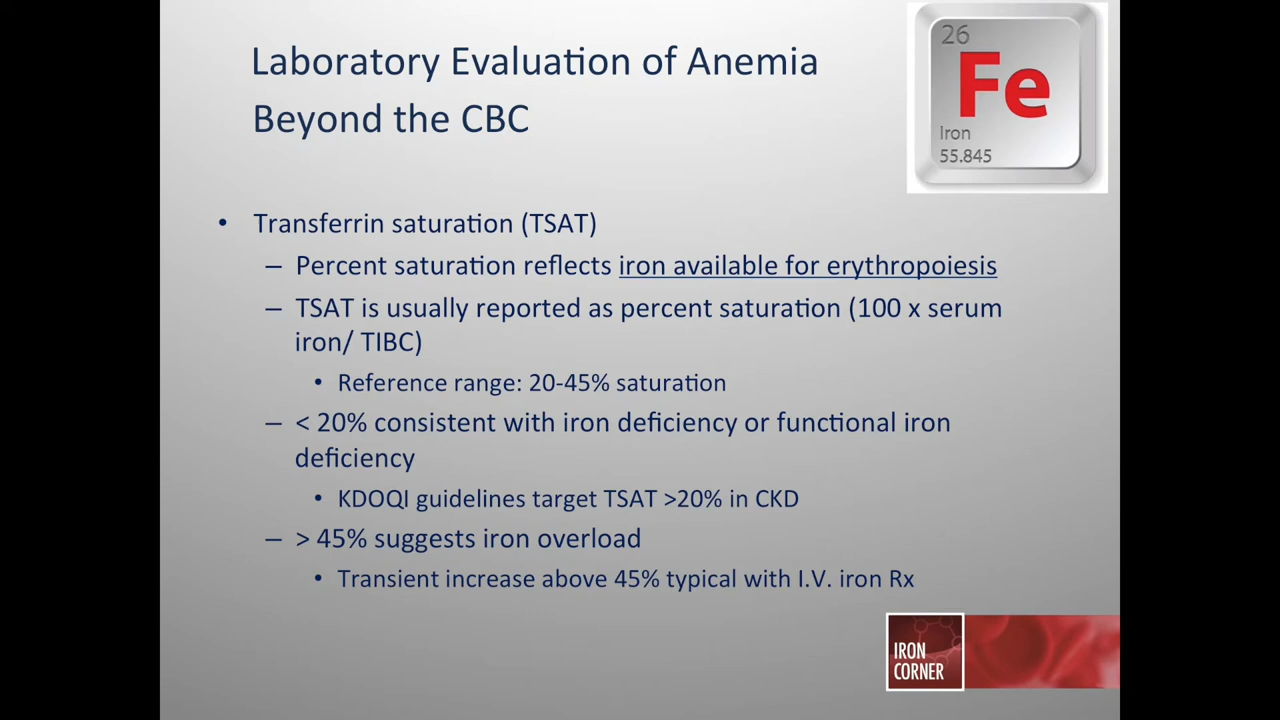 Laboratory Evaluation of Anemia
Beyond the CBC
26
Fe
Iron
55.845
• Transferrin saturation (TSAT)
– Percent saturation reflects iron available for erythropoiesis
– TSAT is usually reported as percent saturation (100 x serum
iron/ TIBC)
• Reference range: 20-45% saturation
– < 20% consistent with iron deficiency or functional iron
deficiency
• KDOQI guidelines target TSAT >20% in CKD
– > 45% suggests iron overload
• Transient increase above 45% typical with I.V. iron Rx
IRON
CORNER